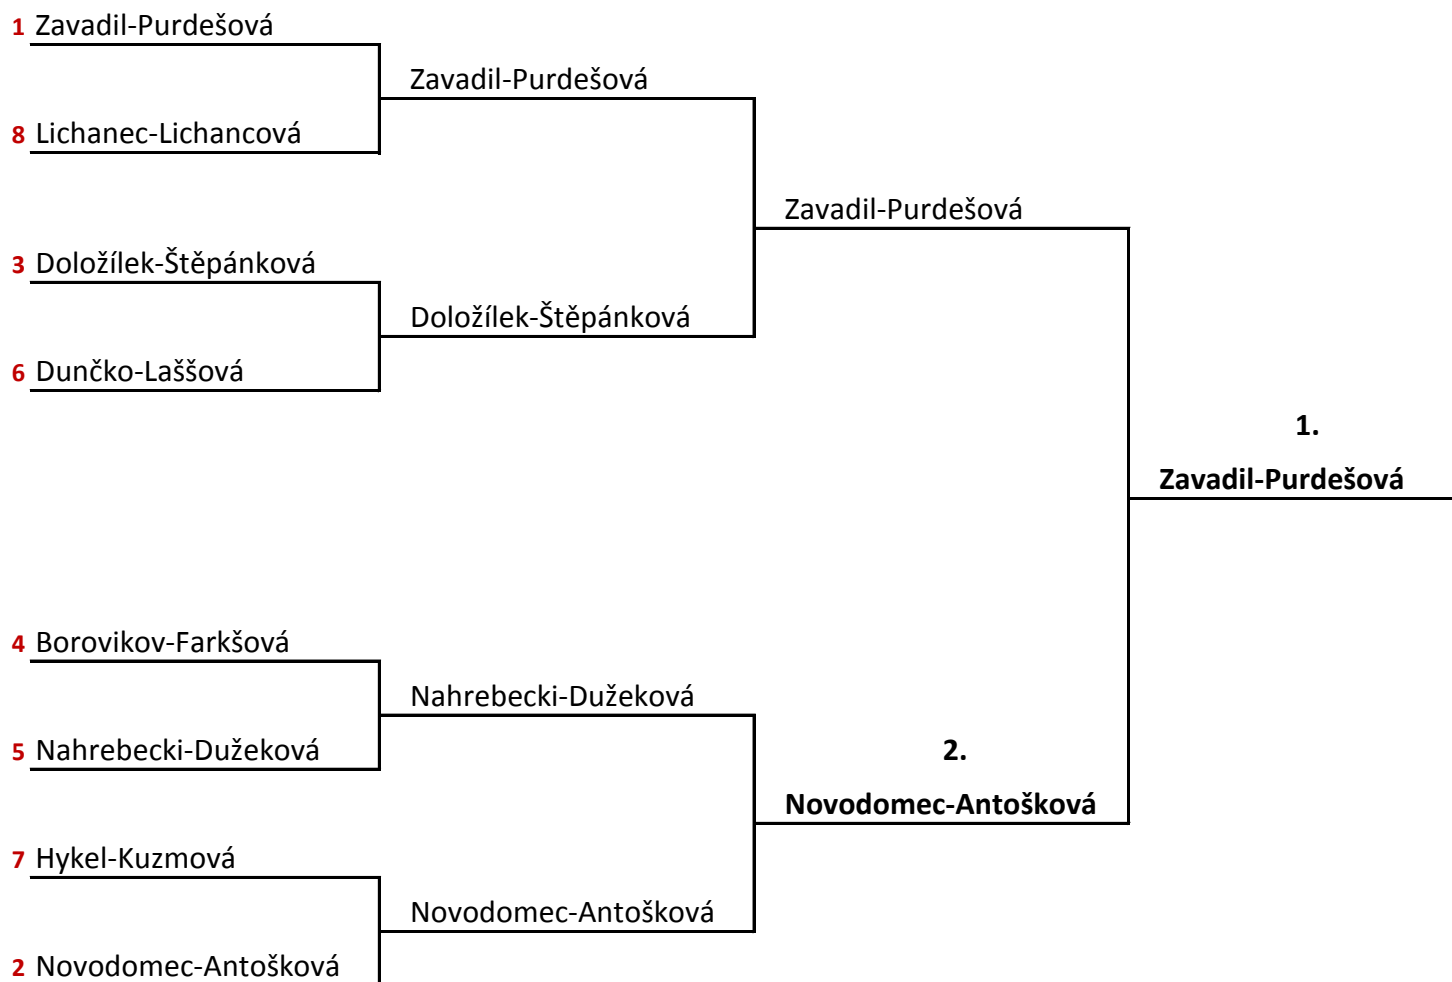 1 Zavadil-Purdešová
Zavadil-Purdešová
8 Lichanec-Lichancová
Zavadil-Purdešová
3 Doložílek-Štěpánková
Doložílek-Štěpánková
6 Dunčko-Laššová
1.
Zavadil-Purdešová
4 Borovikov-Farkšová
Nahrebecki-Dužeková
5 Nahrebecki-Dužeková
2.
Novodomec-Antošková
7 Hykel-Kuzmová
Novodomec-Antošková
2 Novodomec-Antošková